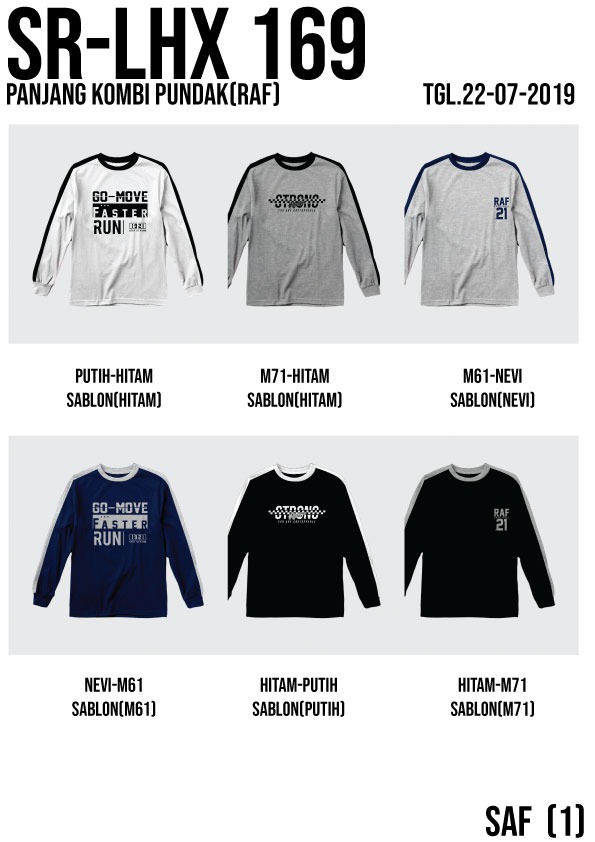 SR-LHX 169
PANJANG KOMBI PUNDAK(RAF)
TGL.22-07-2019
GO-MOVE
FASTER
RUN
STRONG
RAF
21
PUTIH-HITAM
SABLON(HITAM)
M71-HITAM
SABLON(HITAM)
M61-NEVI
SABLON(NEVI)
GO-MOVE
FASTER
RUN
STRONG
RAF
21
NEVI-M61
SABLON(M61)
HITAM-PUTIH
SABLON(PUTIH)
HITAM-M71
SABLON(M71)
SAF (1)